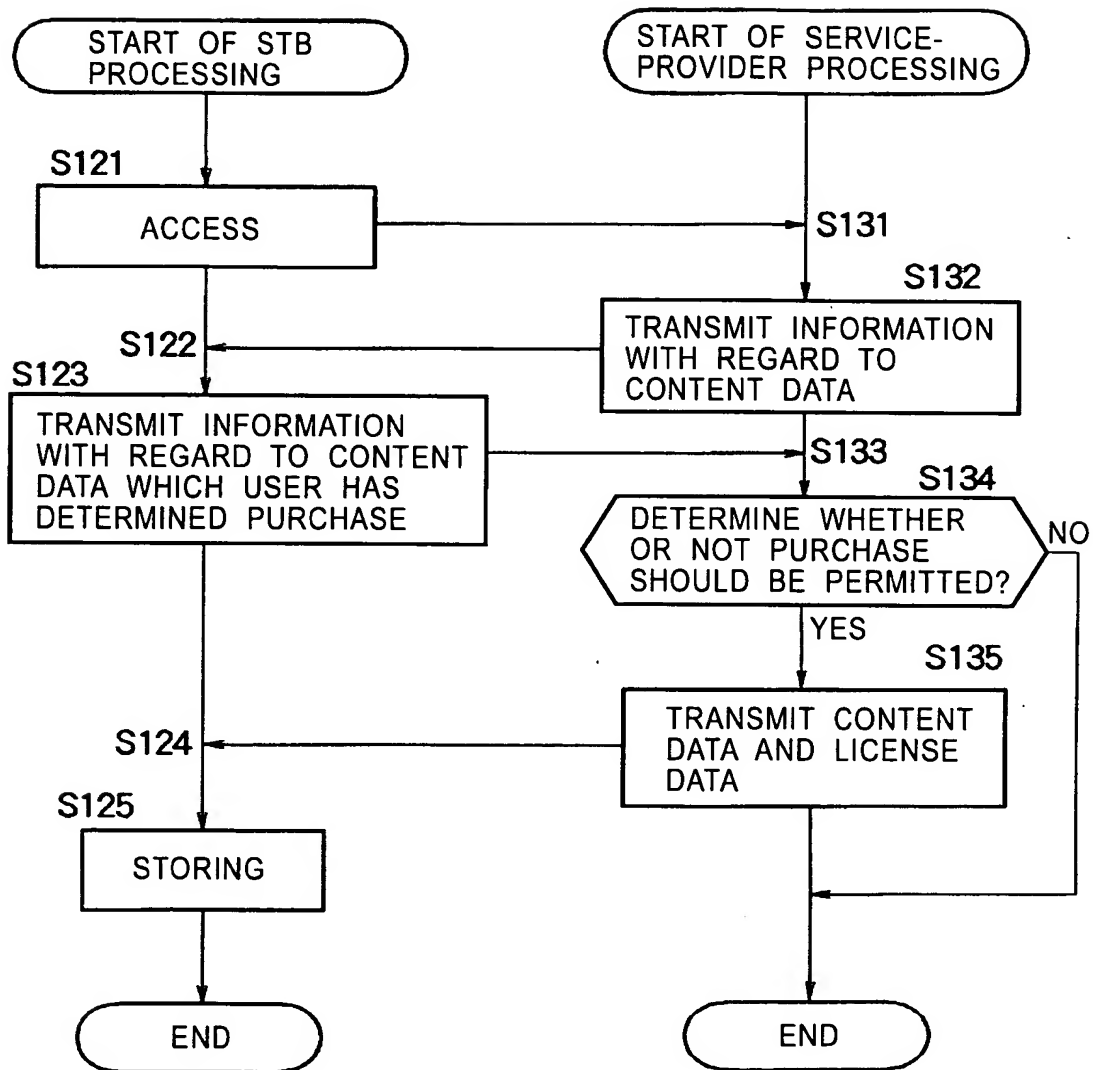 START OF STB
PROCESSING
START OF SERVICE-
PROVIDER PROCESSING
S121
ACCESS
S131
S132
TRANSMIT INFORMATION
WITH REGARD TO
CONTENT DATA
S122
S123
TRANSMIT INFORMATION
WITH REGARD TO CONTENT
DATA WHICH USER HAS
DETERMINED PURCHASE
S133
S134
DETERMINE WHETHER
OR NOT PURCHASE
SHOULD BE PERMITTED?
NO
YES
S135
TRANSMIT CONTENT
DATA AND LICENSE
DATA
S124
S125
STORING
END
END